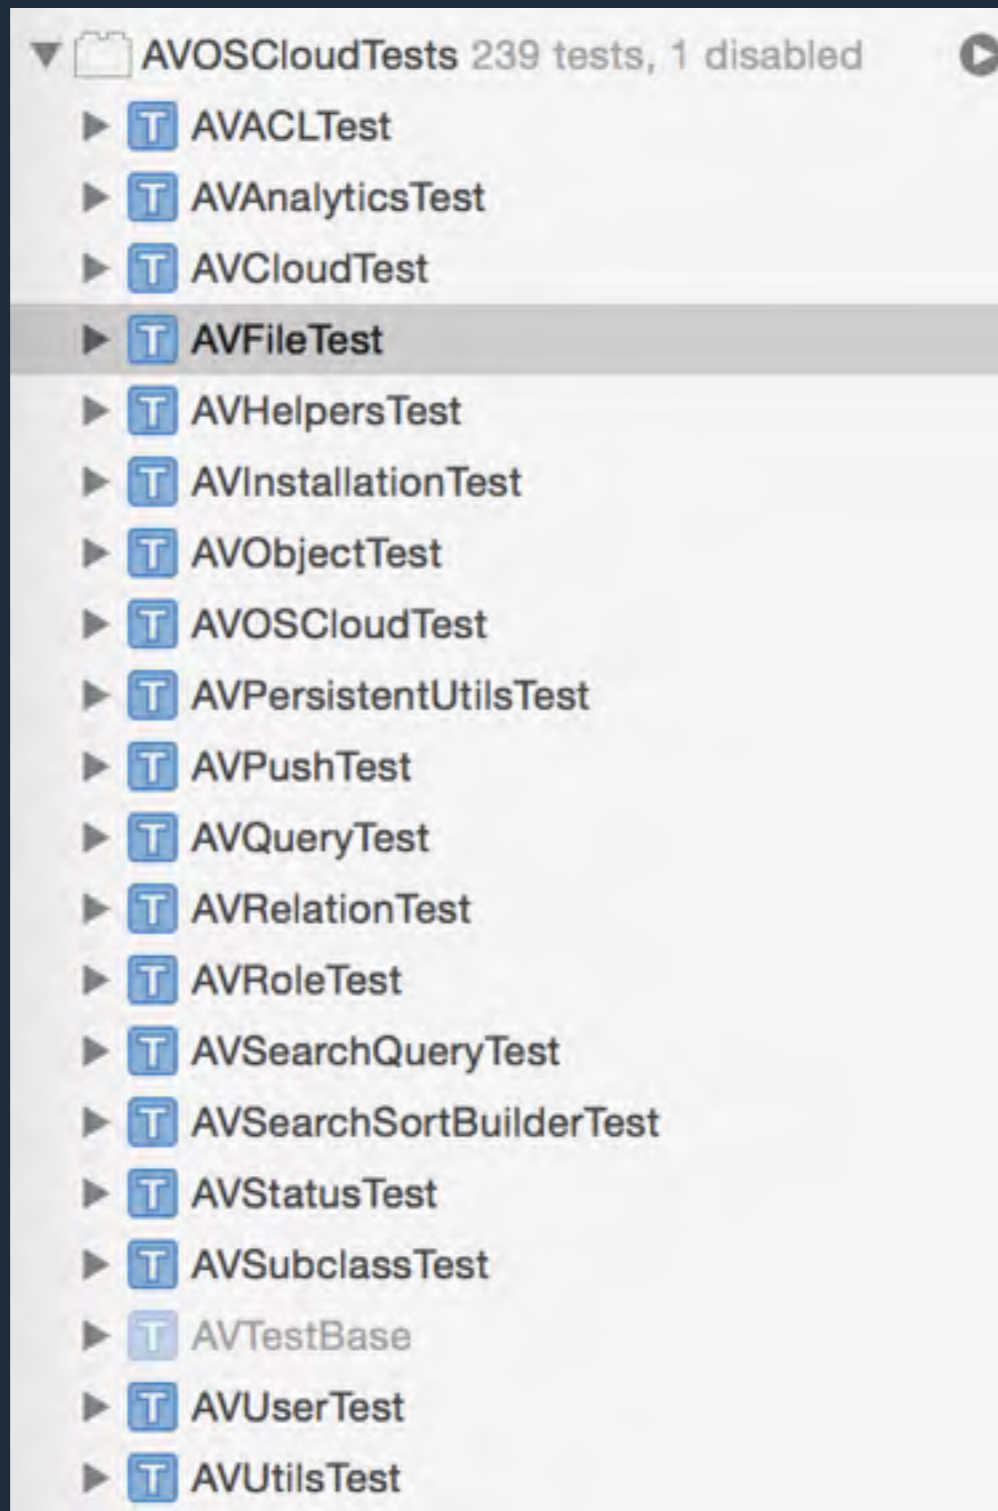 AVOSCloudTests 239 tests, 1 disabled
T AVACLTest
T AVAnalyticsTest
T AVCloudTest
T AVFileTest
T AVHelpersTest
T AVInstallationTest
T AVObjectTest
T AVOSCloudTest
T AVPersistentUtilsTest
T AVPushTest
T AVQueryTest
T AVRelationTest
T AVRoleTest
T AVSearchQueryTest
T AVSearchSortBuilderTest
T AVStatusTest
T AVSubclassTest
T AVTestBase
T AVUserTest
T AVUtilsTest